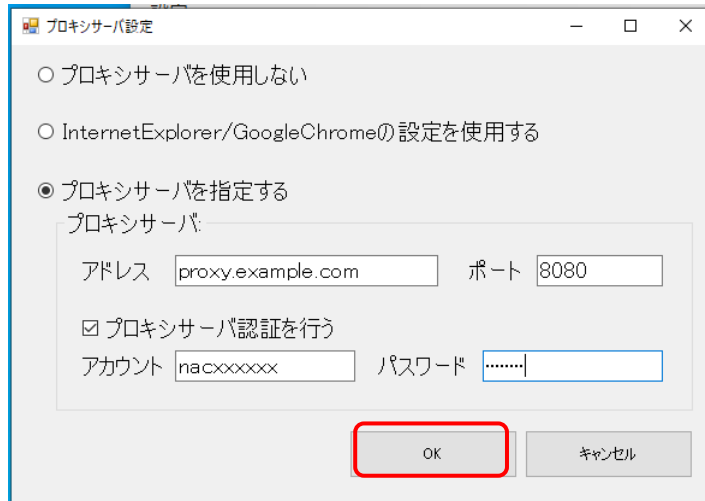 プロキシサーバ設定
プロキシサーバを使用しない
InternetExplorer/GoogleChromeの設定を使用する
プロキシサーバを指定する
プロキシサーバ:
アドレス proxy.example.com ポート 8080
プロキシサーバ認証を行う
アカウント nacxxxxxx パスワード •••••••
OK キャンセル